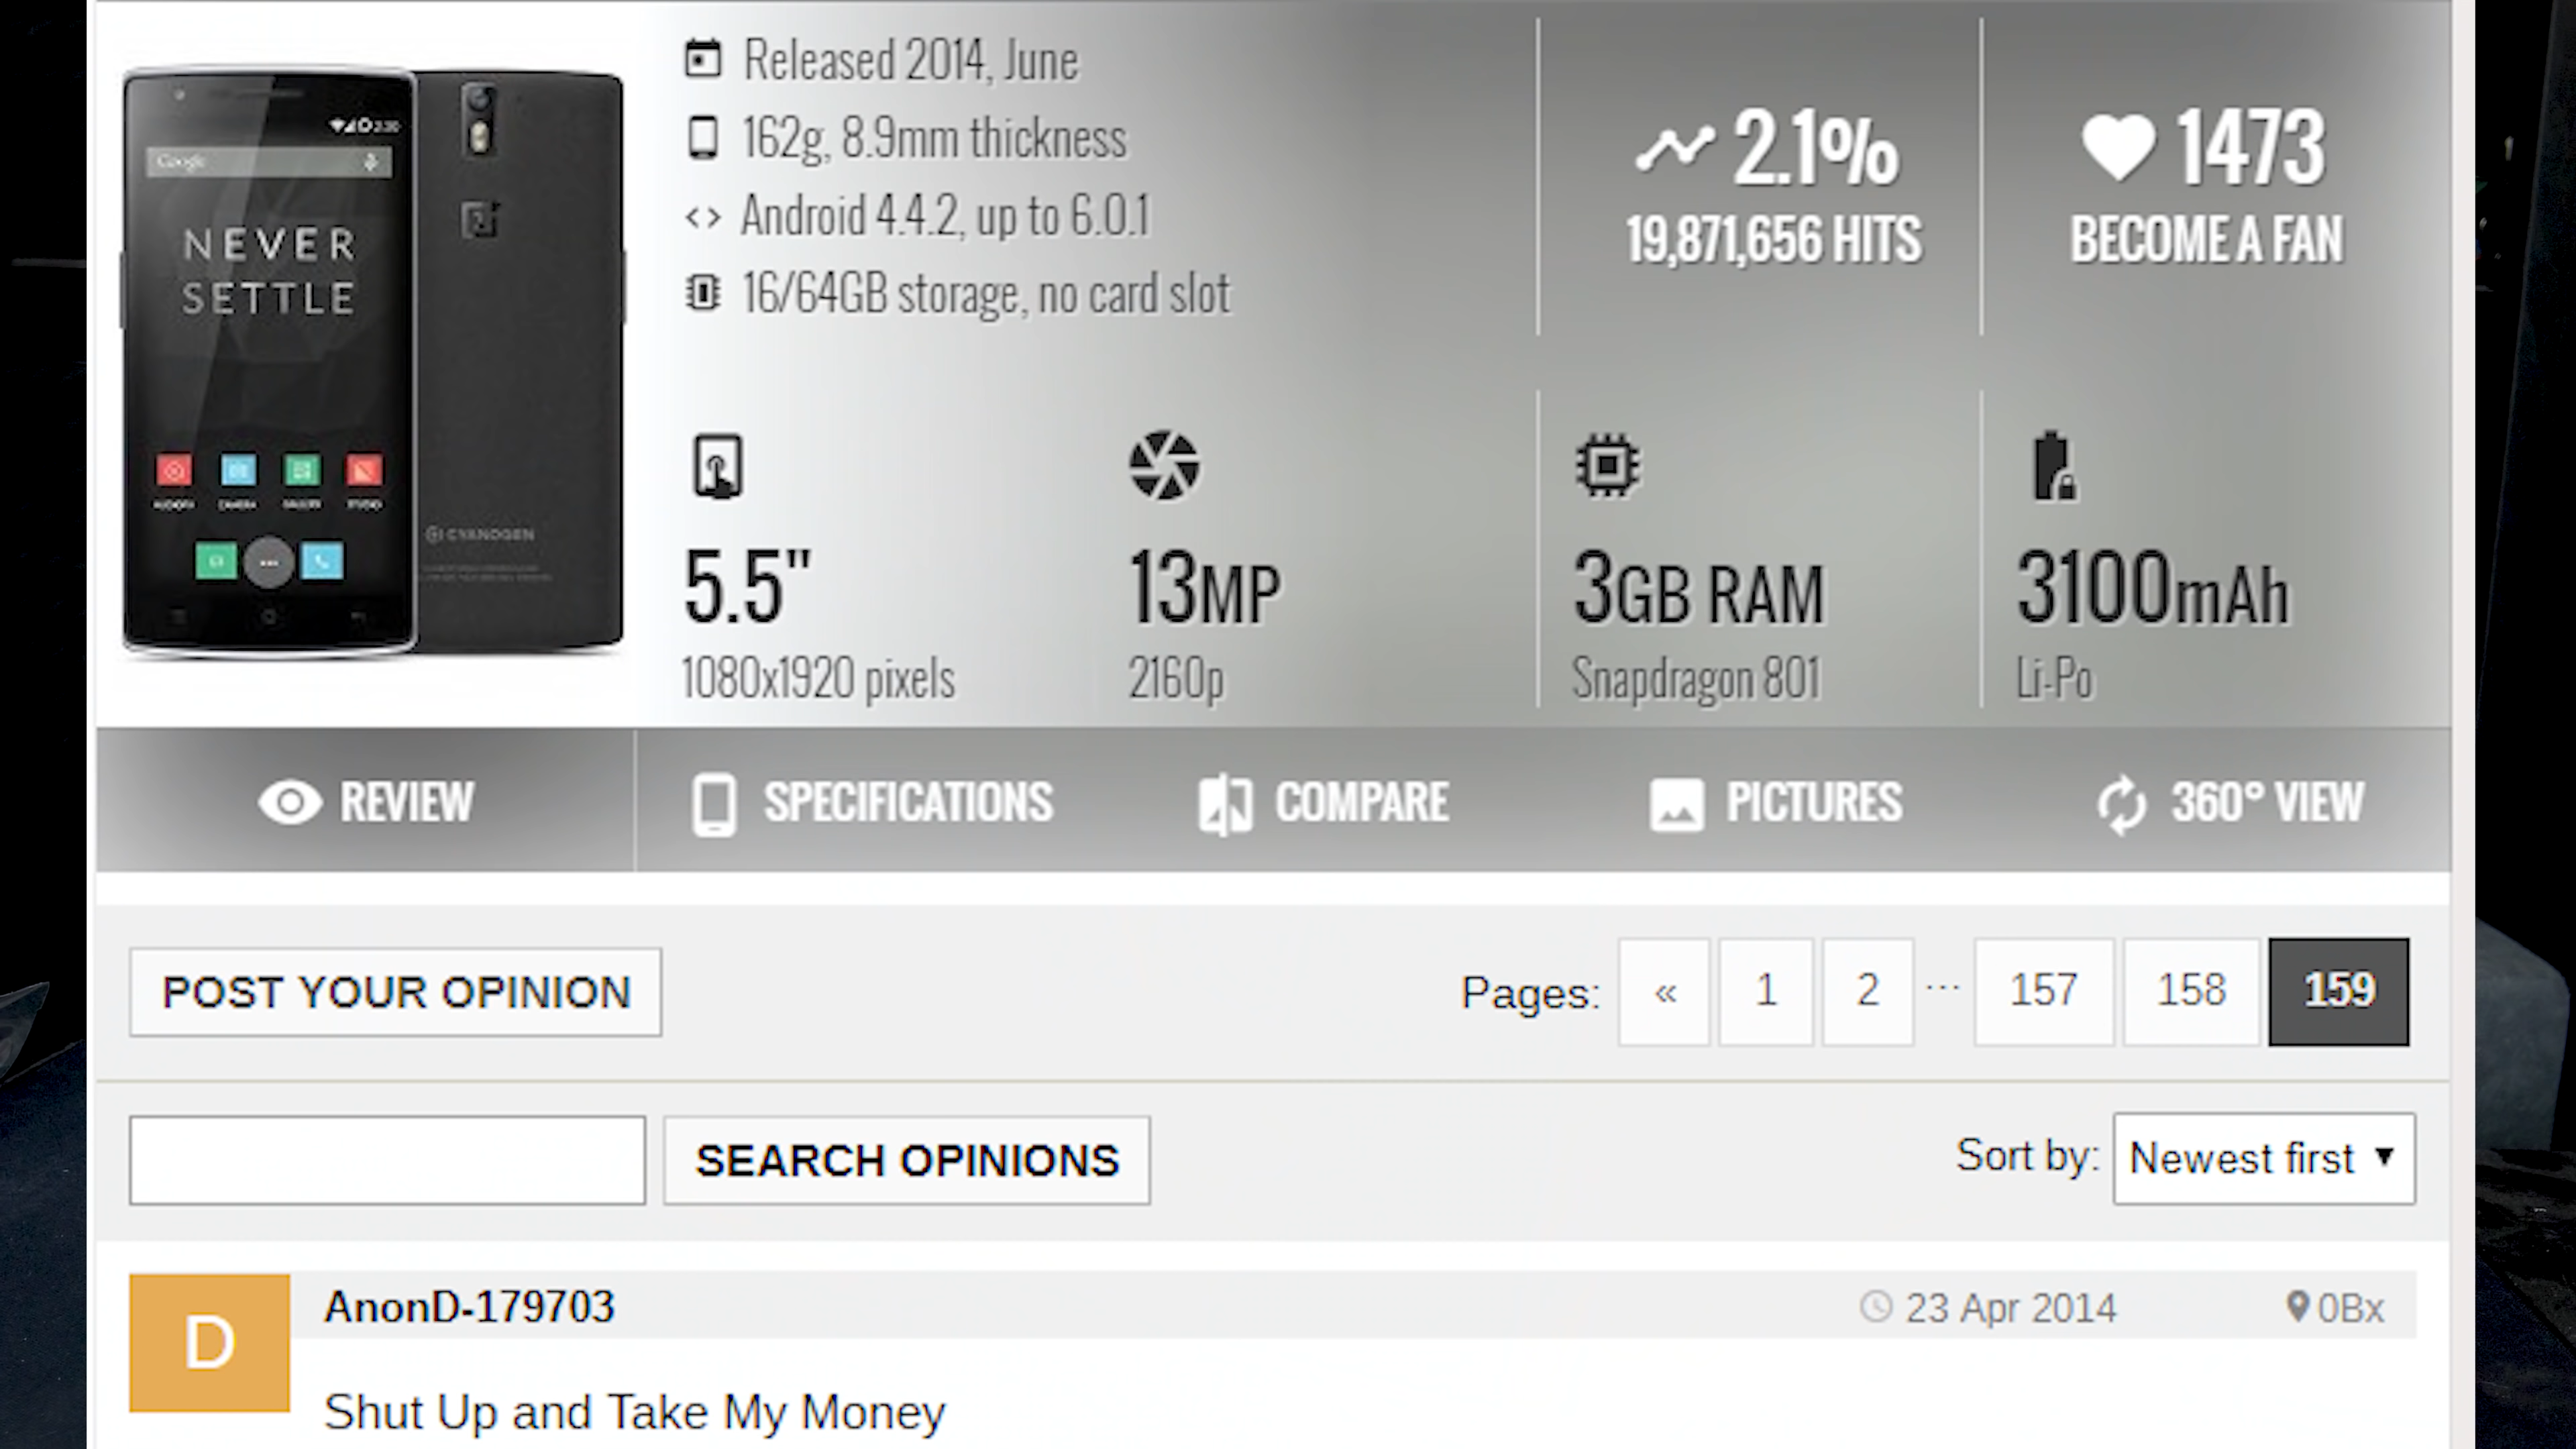 Released 2014, June
162g, 8.9mm thickness
Android 4.4.2, up to 6.0.1
16/64GB storage, no card slot
2.1%
19,871,656 HITS
1473
BECOME A FAN
Google
NEVER
SETTLE
CYANOGEN
5.5"
1080x1920 pixels
13MP
2160p
3GB RAM
Snapdragon 801
3100mAh
Li-Po
REVIEW
SPECIFICATIONS
COMPARE
PICTURES
360° VIEW
POST YOUR OPINION
Pages: « 1 2 ... 157 158 159
SEARCH OPINIONS
Sort by: Newest first
D
AnonD-179703
23 Apr 2014
0Bx
Shut Up and Take My Money